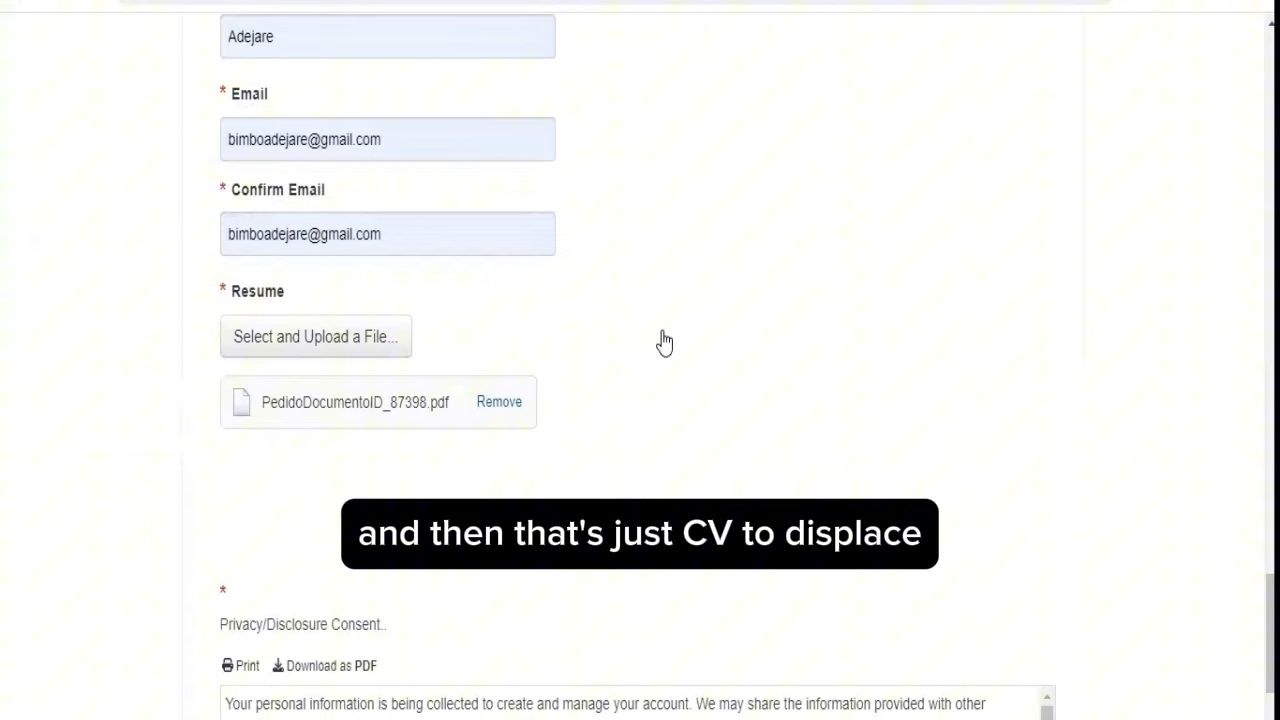 Adejare
* Email
bimboadejare@gmail.com
* Confirm Email
bimboadejare@gmail.com
* Resume
Select and Upload a File...
PedidoDocumentoID_87398.pdf Remove
and then that's just CV to displace
*
Privacy/Disclosure Consent..
Print Download as PDF
Your personal information is being collected to create and manage your account. We may share the information provided with other